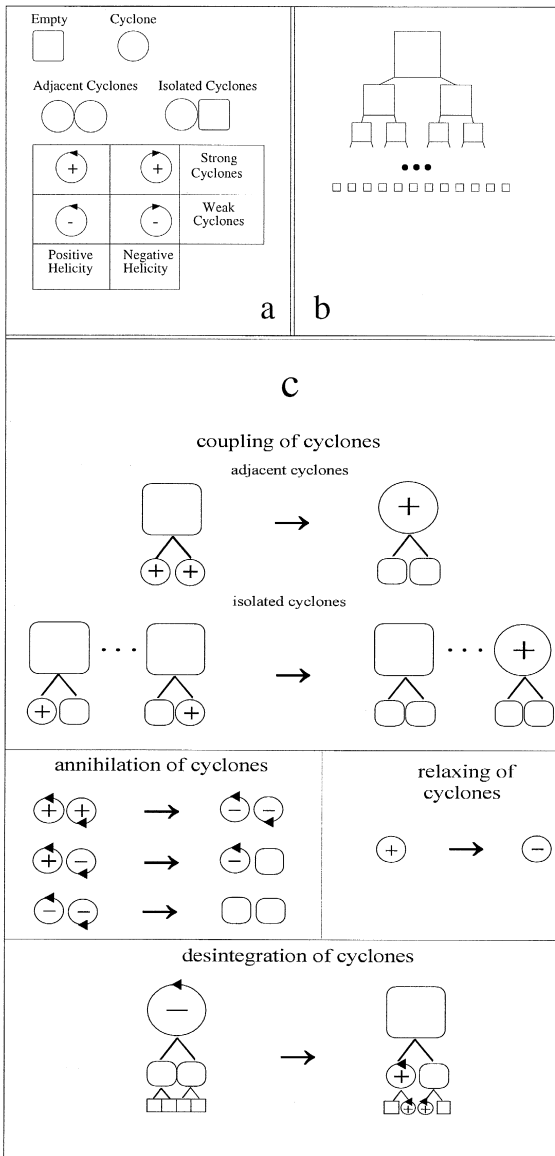 Empty Cyclone
Adjacent Cyclones Isolated Cyclones
+ + Strong
Cyclones
- - Weak
Cyclones
Positive
Helicity
Negative
Helicity
a
b
c
coupling of cyclones
adjacent cyclones
+
+ +
isolated cyclones
+
+ +
annihilation of cyclones
+ + − −
+ − −
− −
relaxing of
cyclones
+ −
desintegration of cyclones
−
+
+ +